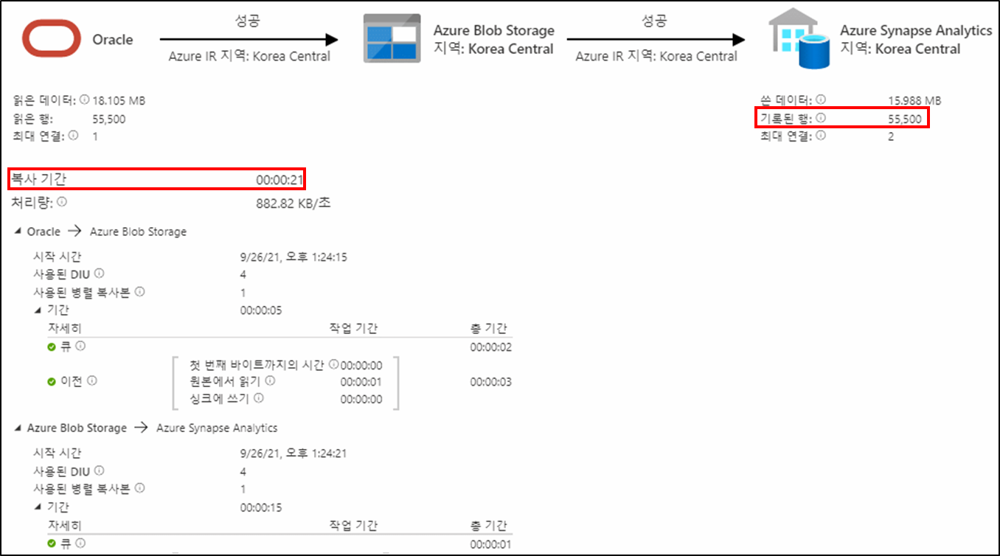 성공 성공
Oracle Azure Blob Storage Azure Synapse Analytics
지역: Korea Central 지역: Korea Central
Azure IR 지역: Korea Central Azure IR 지역: Korea Central
읽은 데이터: 18.105 MB 쓴 데이터: 15.988 MB
읽은 행: 55,500 기록된 행: 55,500
최대 연결: 1 최대 연결: 2
복사 기간 00:00:21
처리량: 882.82 KB/초
Oracle → Azure Blob Storage
시작 시간 9/26/21, 오후 1:24:15
사용된 DIU 4
사용된 병렬 복사본 1
기간 00:00:05
자세히 작업 기간 총 기간
큐 00:00:02
첫 번째 바이트까지의 시간 00:00:00
이전 원본에서 읽기 00:00:01 00:00:03
싱크에 쓰기 00:00:00
Azure Blob Storage → Azure Synapse Analytics
시작 시간 9/26/21, 오후 1:24:21
사용된 DIU 4
사용된 병렬 복사본 1
기간 00:00:15
자세히 작업 기간 총 기간
큐 00:00:01